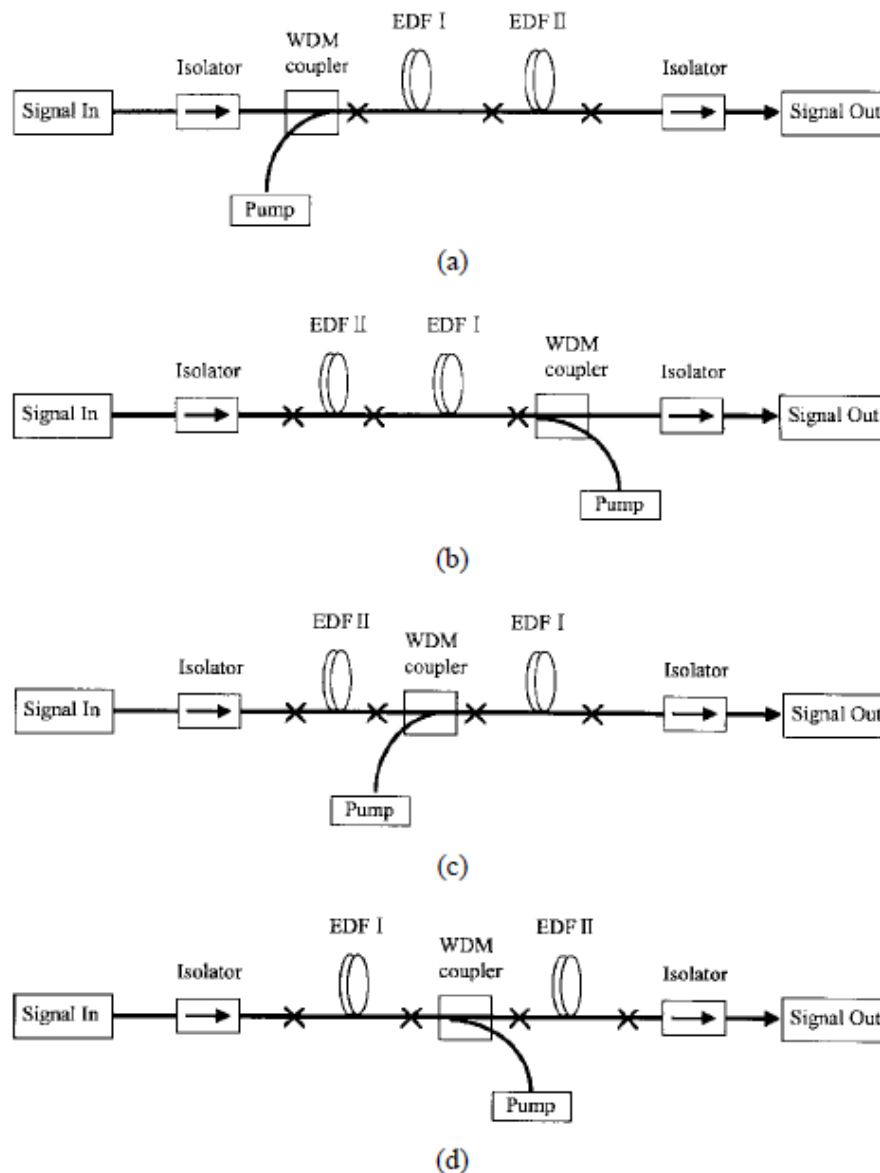 EDF Ⅰ EDF Ⅱ
WDM
coupler
Isolator Isolator
Signal In Signal Out
Pump
(a)
EDF Ⅱ EDF Ⅰ
WDM
coupler
Isolator Isolator
Signal In Signal Out
Pump
(b)
EDF Ⅱ EDF Ⅰ
WDM
coupler
Isolator Isolator
Signal In Signal Out
Pump
(c)
EDF Ⅰ EDF Ⅱ
WDM
coupler
Isolator Isolator
Signal In Signal Out
Pump
(d)